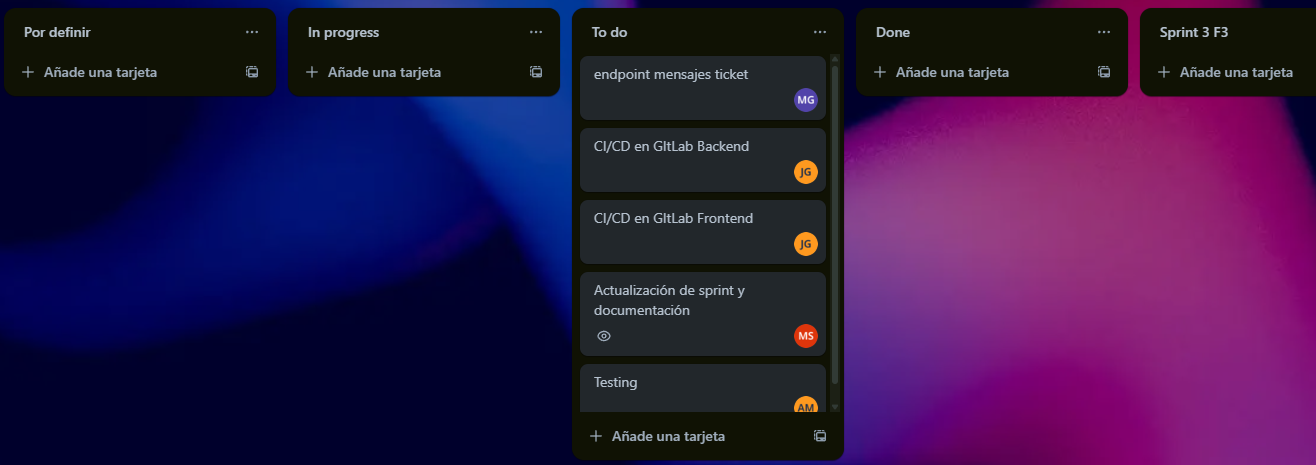 Por definir
Añade una tarjeta
In progress
Añade una tarjeta
To do
endpoint mensajes ticket
MG
CI/CD en GltLab Backend
JG
CI/CD en GltLab Frontend
JG
Actualización de sprint y
documentación
MS
Testing
AM
Añade una tarjeta
Done
Añade una tarjeta
Sprint 3 F3
Añade una tarjeta